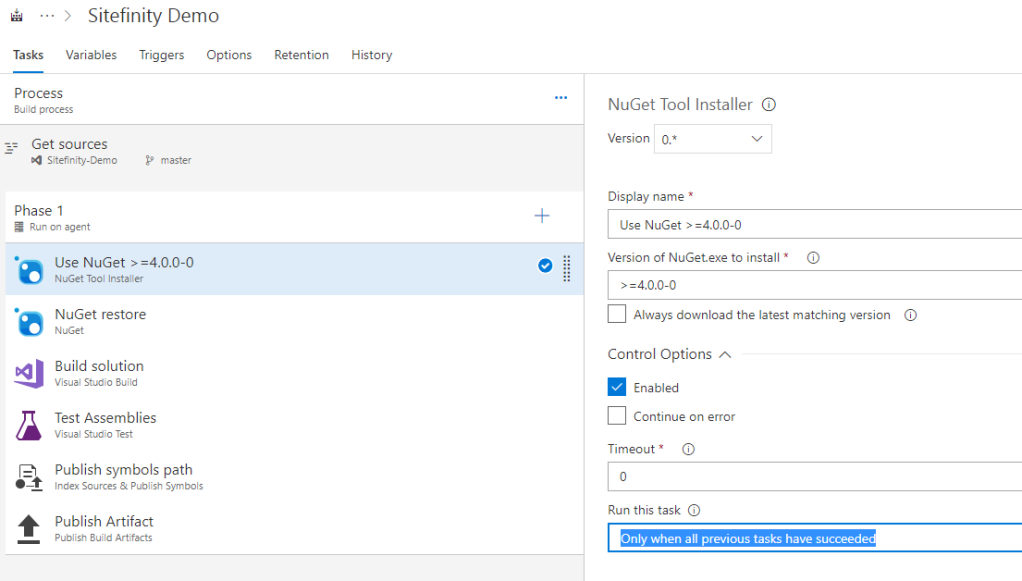 ··· > Sitefinity Demo
Tasks Variables Triggers Options Retention History
Process
Build process
···
Get sources
Sitefinity-Demo master
Phase 1
Run on agent
Use NuGet >=4.0.0-0
NuGet Tool Installer
NuGet restore
NuGet
Build solution
Visual Studio Build
Test Assemblies
Visual Studio Test
Publish symbols path
Index Sources & Publish Symbols
Publish Artifact
Publish Build Artifacts
NuGet Tool Installer
Version 0.*
Display name *
Use NuGet >=4.0.0-0
Version of NuGet.exe to install *
>=4.0.0-0
Always download the latest matching version
Control Options
Enabled
Continue on error
Timeout *
0
Run this task
Only when all previous tasks have succeeded